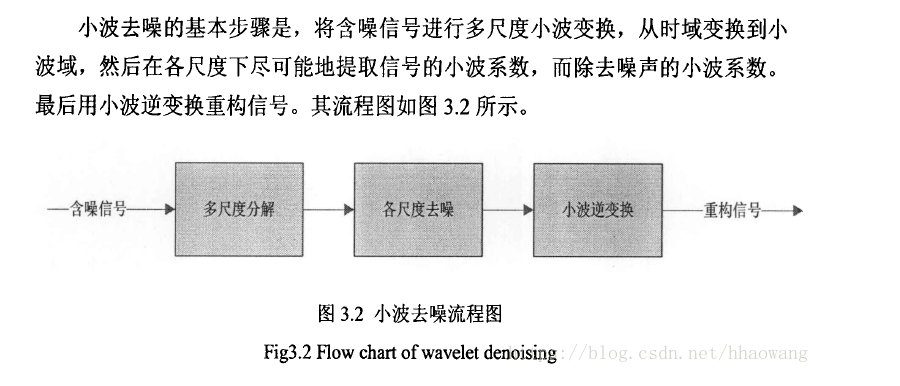 小波去噪的基本步骤是，将含噪信号进行多尺度小波变换，从时域变换到小
波域，然后在各尺度下尽可能地提取信号的小波系数，而除去噪声的小波系数。
最后用小波逆变换重构信号。其流程图如图 3.2 所示。
含噪信号
多尺度分解
各尺度去噪
小波逆变换
重构信号
图 3.2 小波去噪流程图
Fig3.2 Flow chart of wavelet denoising
https://blog.csdn.net/hhaowang